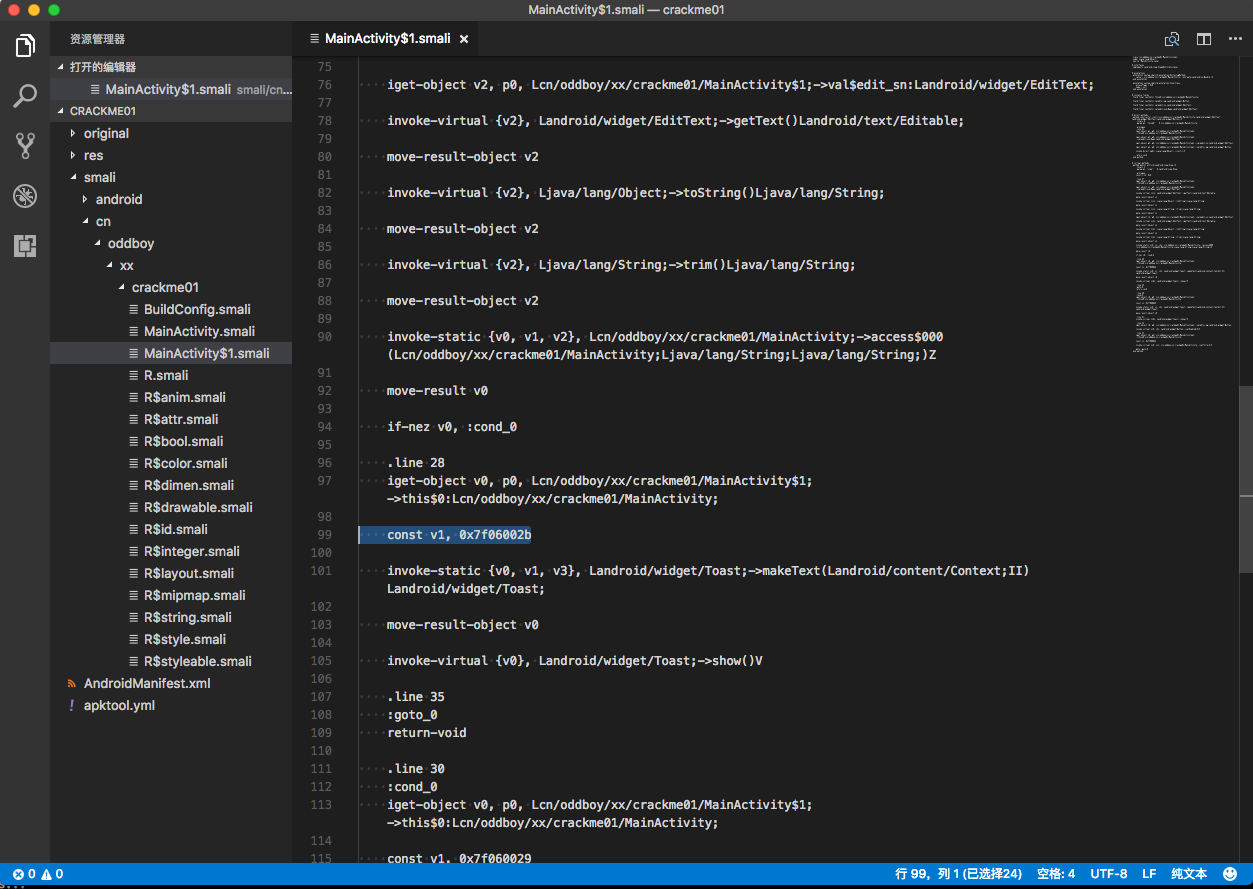 MainActivity$1.smali — crackme01
资源管理器
MainActivity$1.smali ×
打开的编辑器
MainActivity$1.smali smali/cn...
CRACKME01
original
res
smali
android
cn
oddboy
xx
crackme01
BuildConfig.smali
MainActivity.smali
MainActivity$1.smali
R.smali
R$anim.smali
R$attr.smali
R$bool.smali
R$color.smali
R$dimen.smali
R$drawable.smali
R$id.smali
R$integer.smali
R$layout.smali
R$mipmap.smali
R$string.smali
R$style.smali
R$styleable.smali
AndroidManifest.xml
! apktool.yml
75
76 iget-object v2, p0, Lcn/oddboy/xx/crackme01/MainActivity$1;->val$edit_sn:Landroid/widget/EditText;
77
78 invoke-virtual {v2}, Landroid/widget/EditText;->getText()Landroid/text/Editable;
79
80 move-result-object v2
81
82 invoke-virtual {v2}, Ljava/lang/Object;->toString()Ljava/lang/String;
83
84 move-result-object v2
85
86 invoke-virtual {v2}, Ljava/lang/String;->trim()Ljava/lang/String;
87
88 move-result-object v2
89
90 invoke-static {v0, v1, v2}, Lcn/oddboy/xx/crackme01/MainActivity;->access$000
(Lcn/oddboy/xx/crackme01/MainActivity;Ljava/lang/String;Ljava/lang/String;)Z
91
92 move-result v0
93
94 if-nez v0, :cond_0
95
96 .line 28
97 iget-object v0, p0, Lcn/oddboy/xx/crackme01/MainActivity$1;
->this$0:Lcn/oddboy/xx/crackme01/MainActivity;
98
99 const v1, 0x7f06002b
100
101 invoke-static {v0, v1, v3}, Landroid/widget/Toast;->makeText(Landroid/content/Context;II)
Landroid/widget/Toast;
102
103 move-result-object v0
104
105 invoke-virtual {v0}, Landroid/widget/Toast;->show()V
106
107 .line 35
108 :goto_0
109 return-void
110
111 .line 30
112 :cond_0
113 iget-object v0, p0, Lcn/oddboy/xx/crackme01/MainActivity$1;
->this$0:Lcn/oddboy/xx/crackme01/MainActivity;
114
115 const v1, 0x7f060029
0 0 行 99，列 1 (已选择24) 空格: 4 UTF-8 LF 纯文本